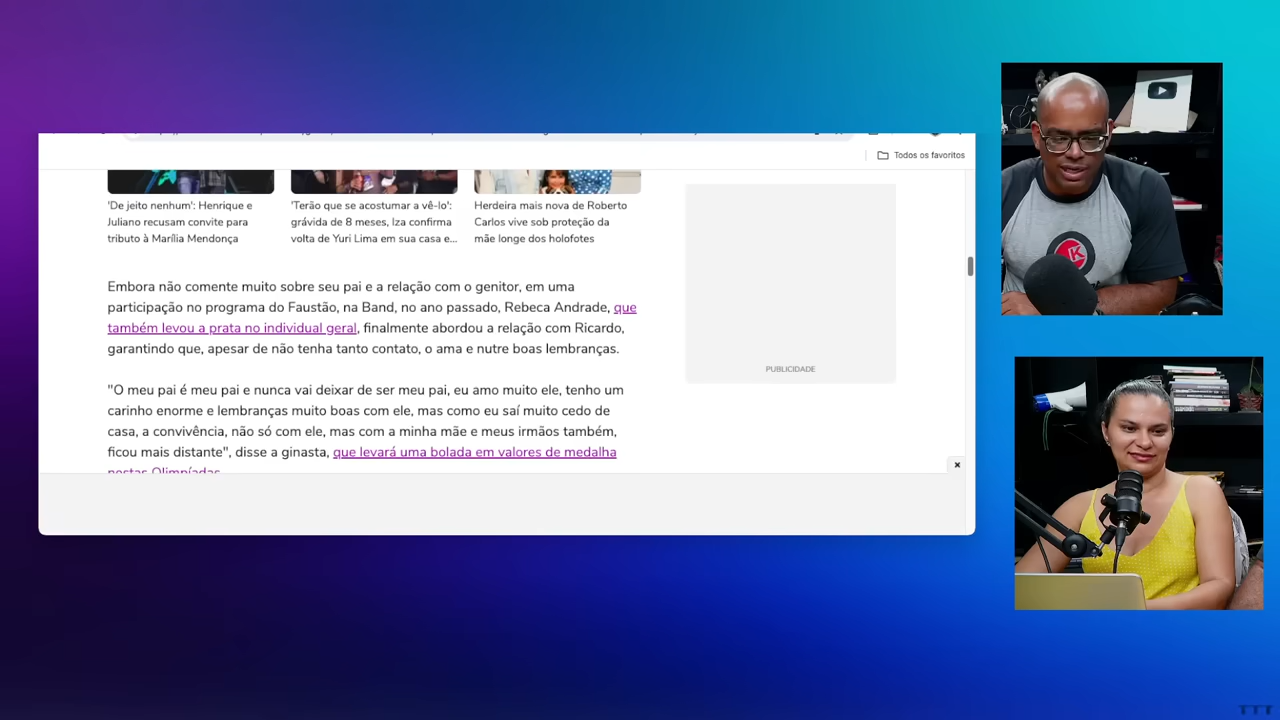 Todos os favoritos
'De jeito nenhum': Henrique e
Juliano recusam convite para
tributo à Marília Mendonça
'Terão que se acostumar a vê-lo':
grávida de 8 meses, Iza confirma
volta de Yuri Lima em sua casa e...
Herdeira mais nova de Roberto
Carlos vive sob proteção da
mãe longe dos holofotes
Embora não comente muito sobre seu pai e a relação com o genitor, em uma
participação no programa do Faustão, na Band, no ano passado, Rebeca Andrade, que
também levou a prata no individual geral, finalmente abordou a relação com Ricardo,
garantindo que, apesar de não tenha tanto contato, o ama e nutre boas lembranças.
"O meu pai é meu pai e nunca vai deixar de ser meu pai, eu amo muito ele, tenho um
carinho enorme e lembranças muito boas com ele, mas como eu saí muito cedo de
casa, a convivência, não só com ele, mas com a minha mãe e meus irmãos também,
ficou mais distante", disse a ginasta, que levará uma bolada em valores de medalha
nestas Olimpíadas.
PUBLICIDADE
K